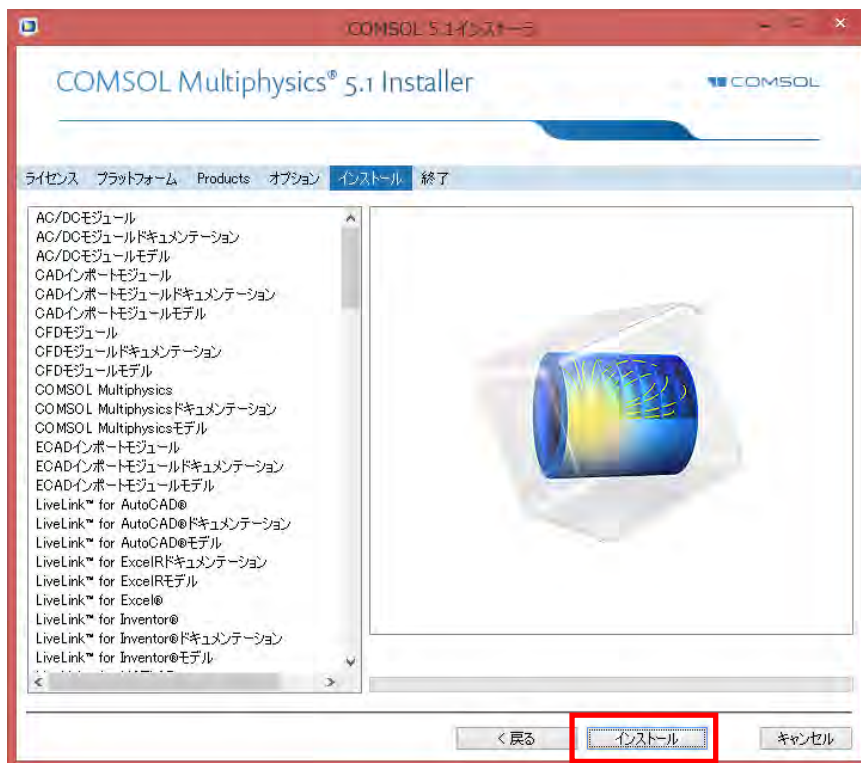 COMSOL 5.1インストーラ
COMSOL Multiphysics® 5.1 Installer
COMSOL
ライセンス プラットフォーム Products オプション インストール 終了
AC/DCモジュール
AC/DCモジュールドキュメンテーション
AC/DCモジュールモデル
CADインポートモジュール
CADインポートモジュールドキュメンテーション
CADインポートモジュールモデル
CFDモジュール
CFDモジュールドキュメンテーション
CFDモジュールモデル
COMSOL Multiphysics
COMSOL Multiphysicsドキュメンテーション
COMSOL Multiphysicsモデル
ECADインポートモジュール
ECADインポートモジュールドキュメンテーション
ECADインポートモジュールモデル
LiveLink™ for AutoCAD®
LiveLink™ for AutoCAD®ドキュメンテーション
LiveLink™ for AutoCAD®モデル
LiveLink™ for ExcelRドキュメンテーション
LiveLink™ for ExcelRモデル
LiveLink™ for Excel®
LiveLink™ for Inventor®
LiveLink™ for Inventor®ドキュメンテーション
LiveLink™ for Inventor®モデル
< 戻る インストール キャンセル